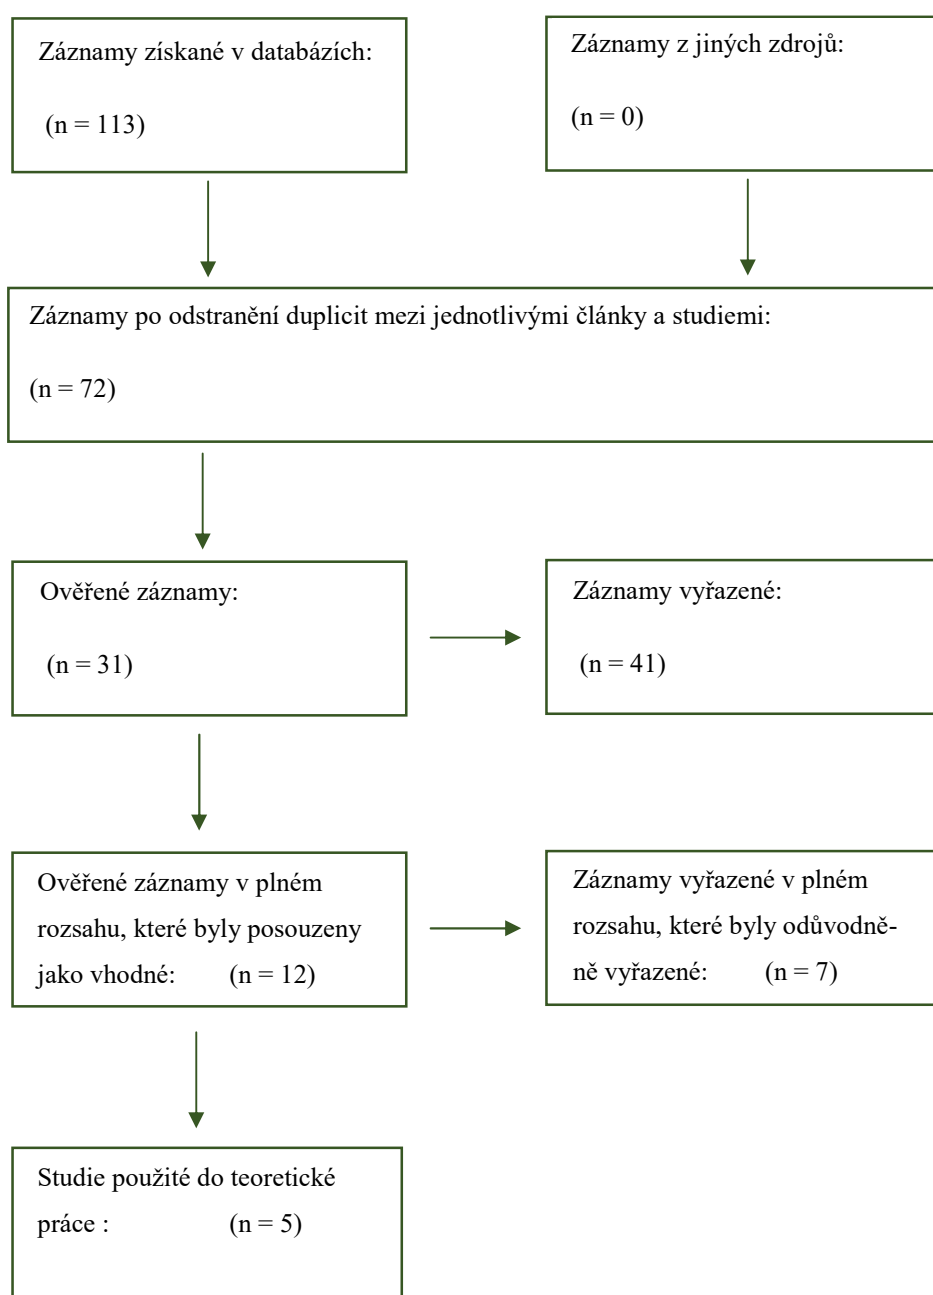 Záznamy získané v databázích:
(n = 113)
Záznamy z jiných zdrojů:
(n = 0)
Záznamy po odstranění duplicit mezi jednotlivými články a studiemi:
(n = 72)
Ověřené záznamy:
(n = 31)
Záznamy vyřazené:
(n = 41)
Ověřené záznamy v plném
rozsahu, které byly posouzeny
jako vhodné: (n = 12)
Záznamy vyřazené v plném
rozsahu, které byly odůvodně-
ně vyřazené: (n = 7)
Studie použité do teoretické
práce : (n = 5)